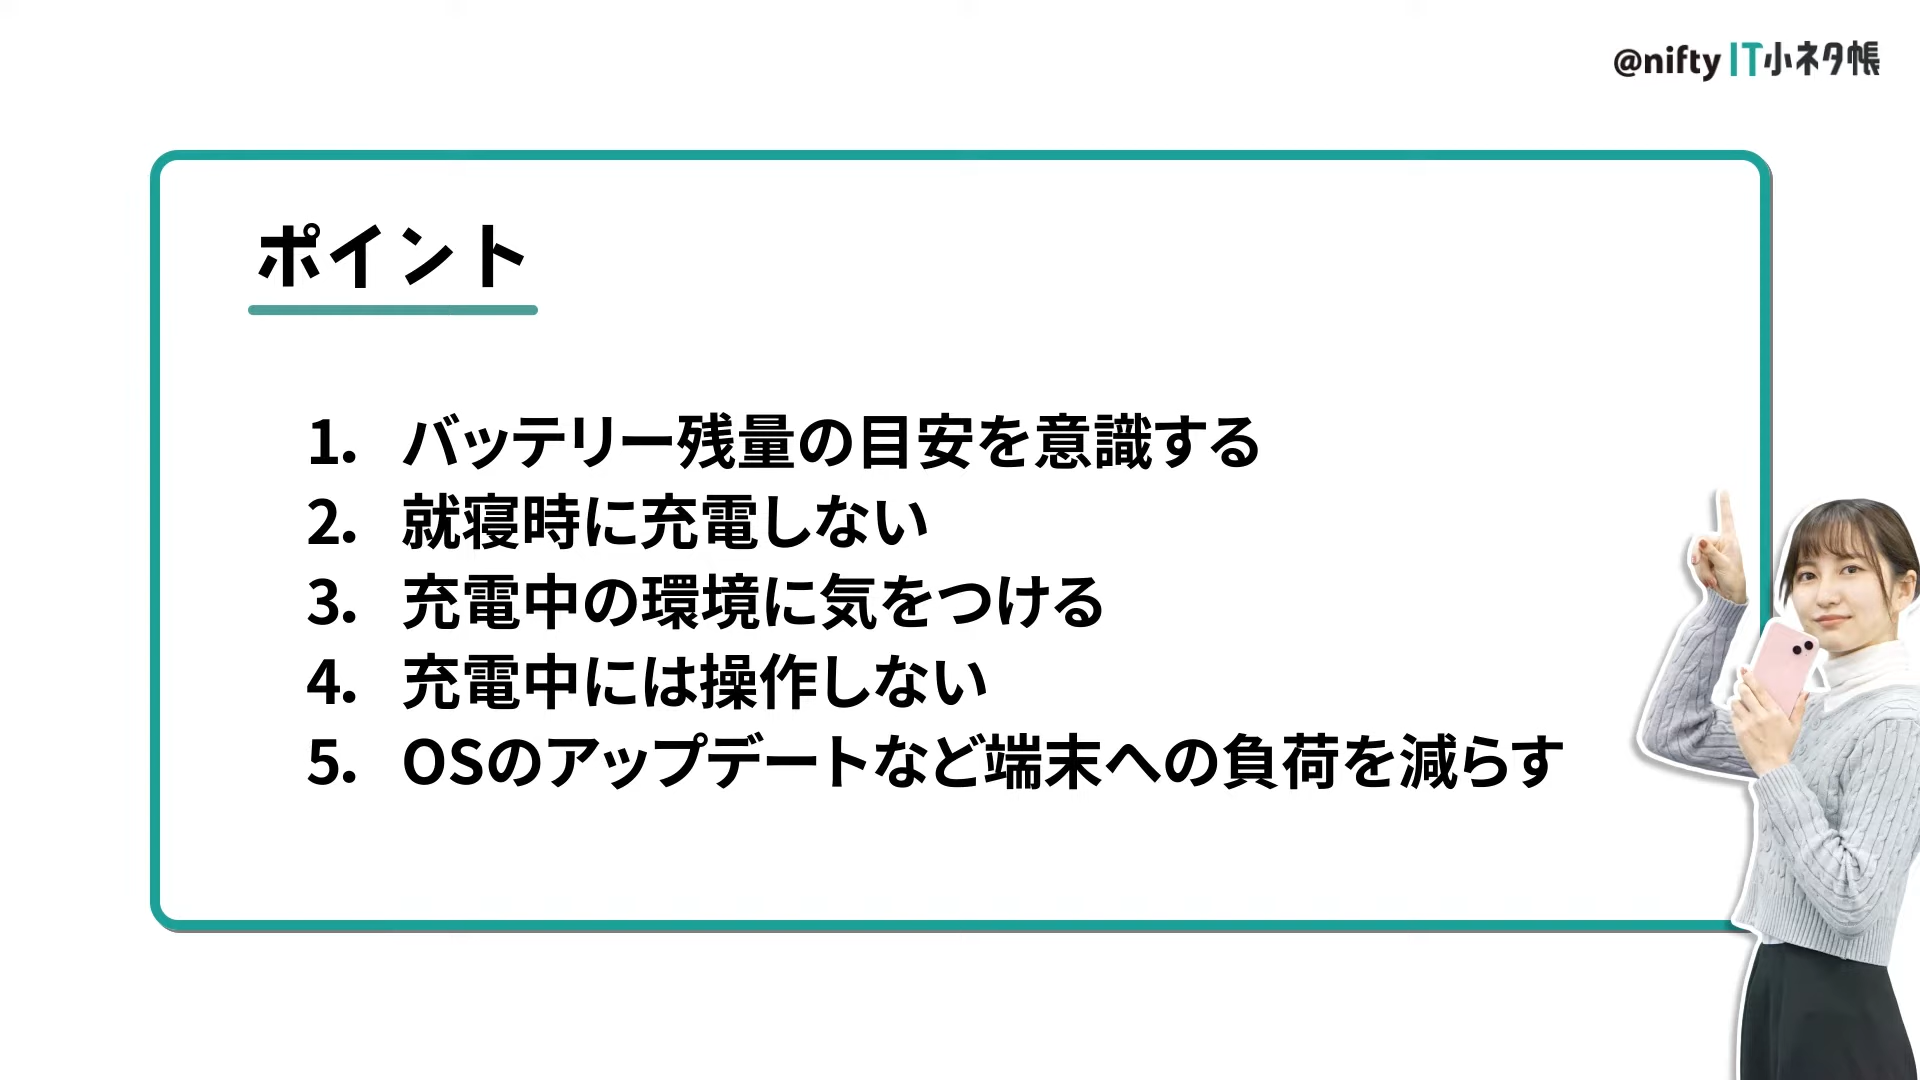 @nifty IT小ネタ帳
ポイント
1. バッテリー残量の目安を意識する
2. 就寝時に充電しない
3. 充電中の環境に気をつける
4. 充電中には操作しない
5. OSのアップデートなど端末への負荷を減らす